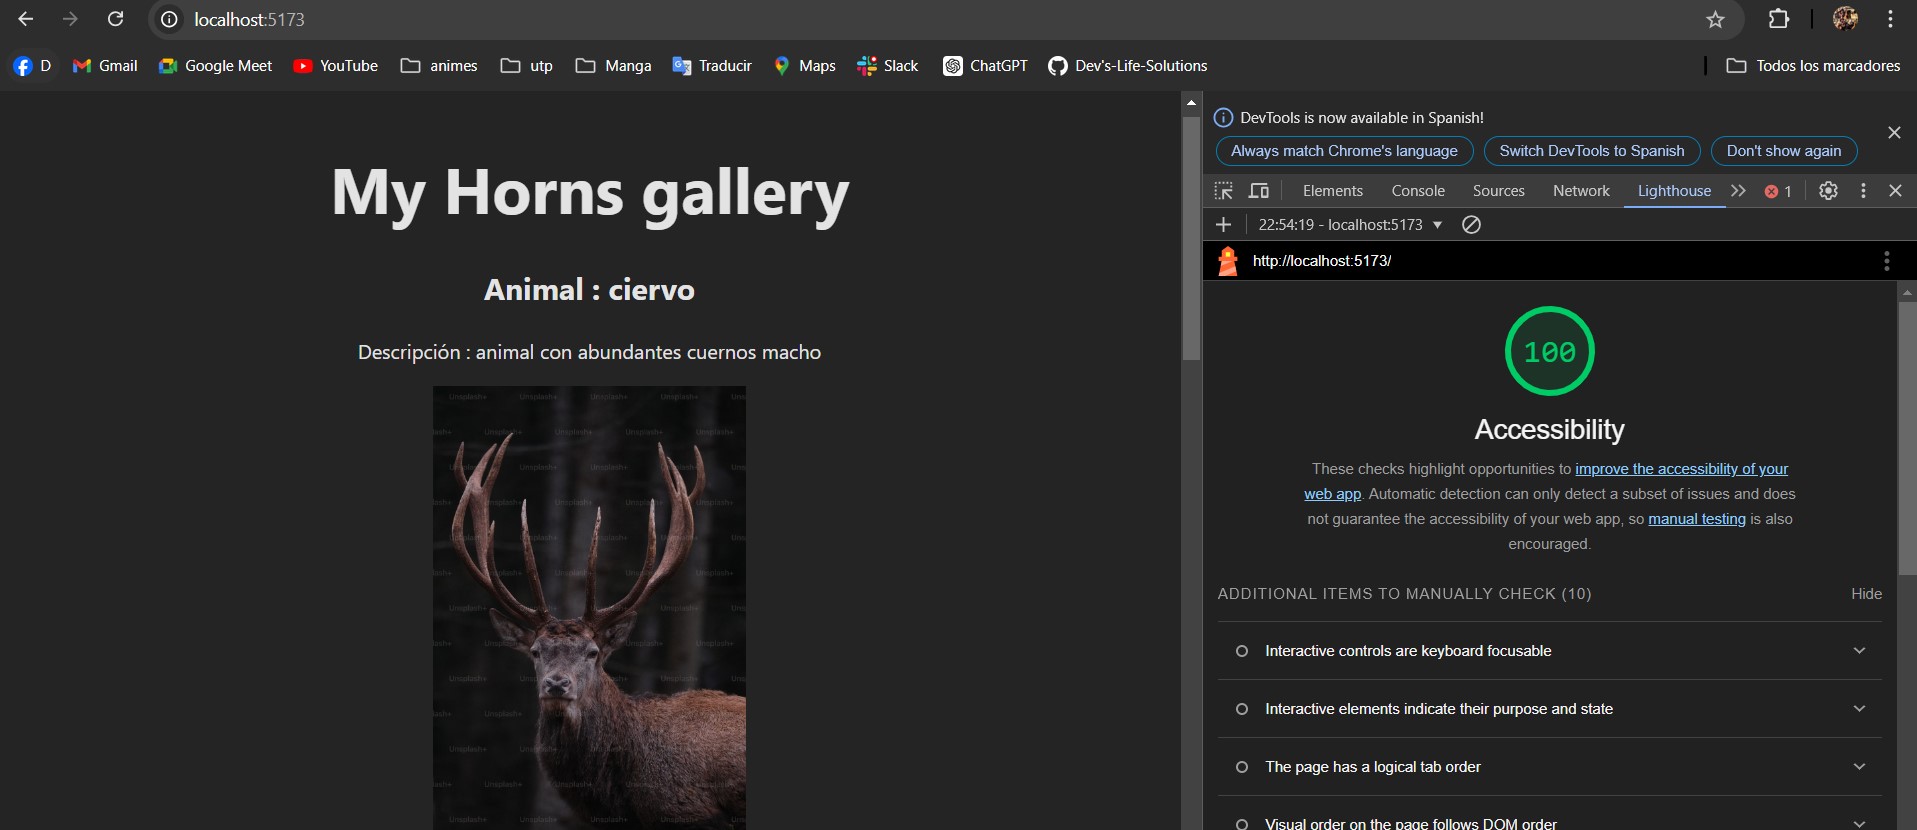 localhost:5173
D Gmail Google Meet YouTube animes utp Manga Traducir Maps Slack ChatGPT Dev's-Life-Solutions Todos los marcadores
My Horns gallery
Animal : ciervo
Descripción : animal con abundantes cuernos macho
Unsplash+
DevTools is now available in Spanish!
Always match Chrome's language Switch DevTools to Spanish Don't show again
Elements Console Sources Network Lighthouse 1
22:54:19 - localhost:5173
http://localhost:5173/
100
Accessibility
These checks highlight opportunities to improve the accessibility of your
web app. Automatic detection can only detect a subset of issues and does
not guarantee the accessibility of your web app, so manual testing is also
encouraged.
ADDITIONAL ITEMS TO MANUALLY CHECK (10) Hide
Interactive controls are keyboard focusable
Interactive elements indicate their purpose and state
The page has a logical tab order
Visual order on the page follows DOM order